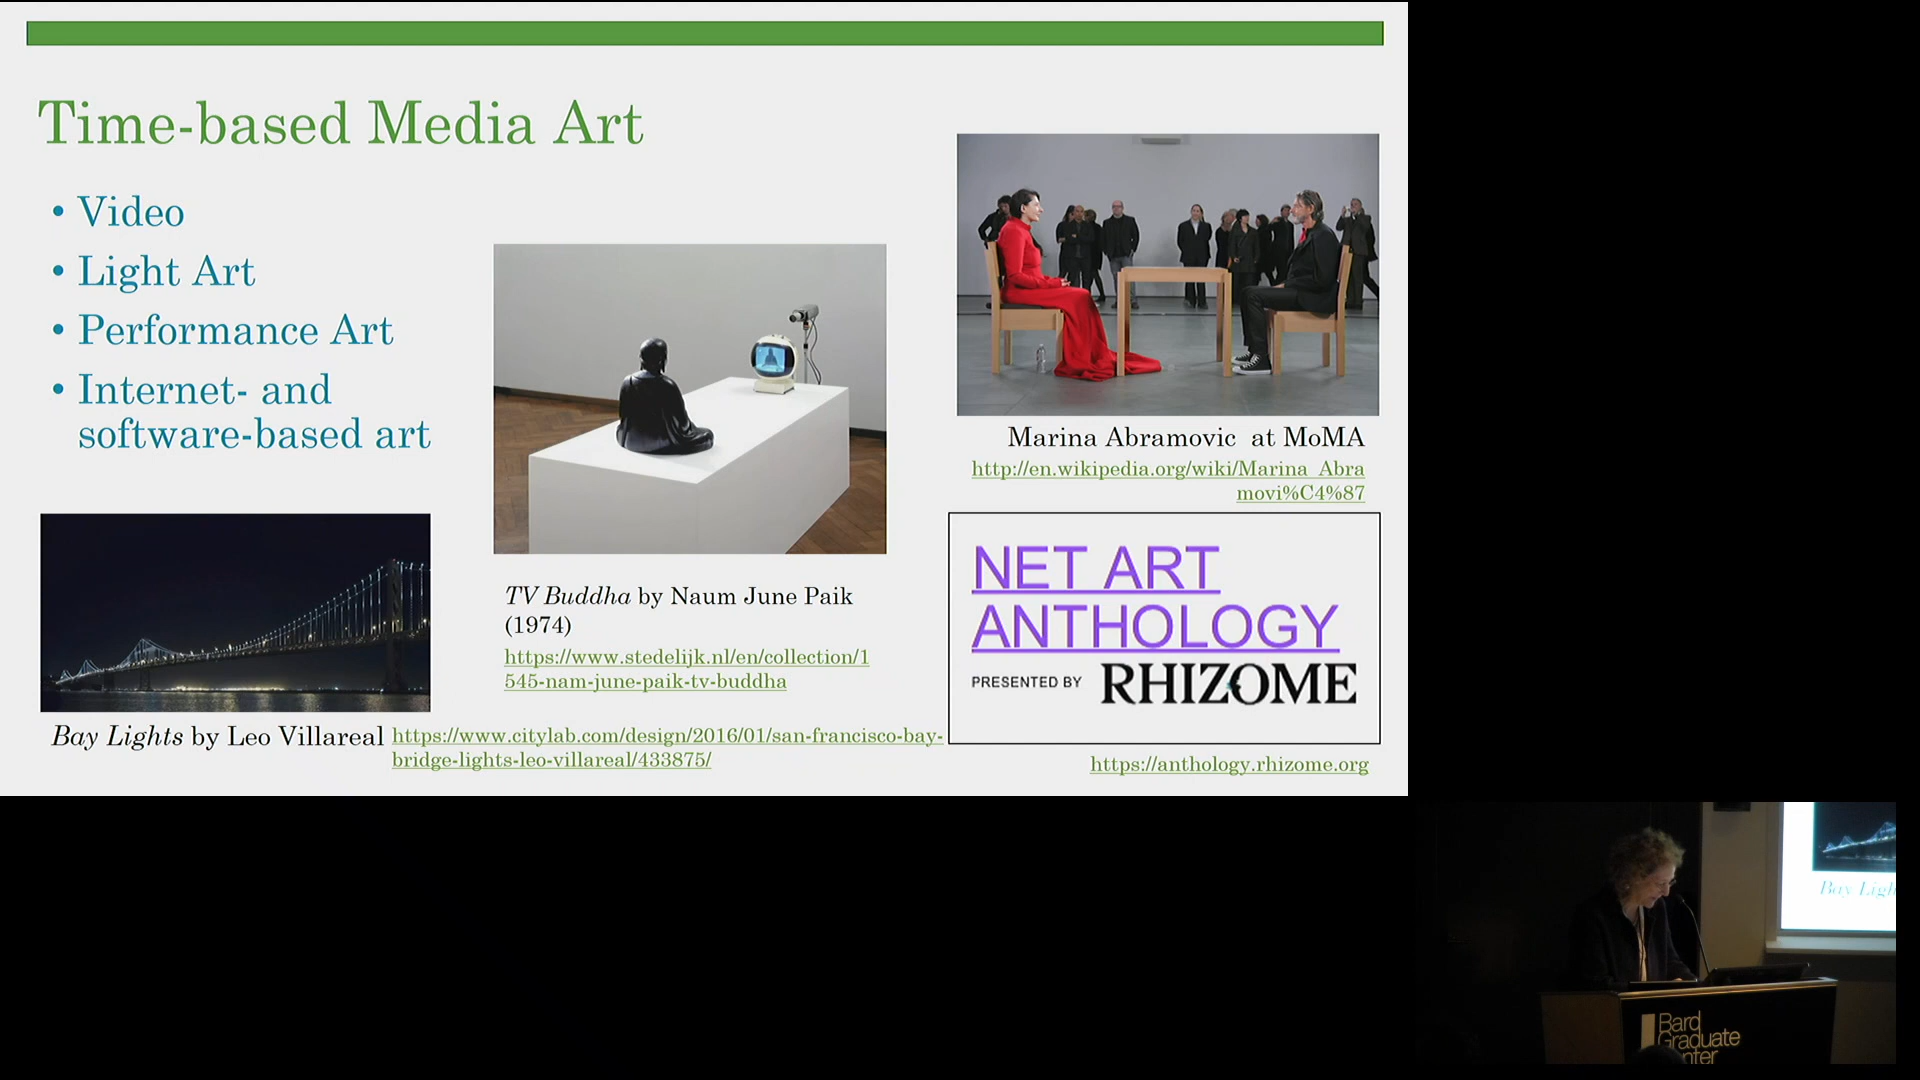 Time-based Media Art
• Video
• Light Art
• Performance Art
• Internet- and
software-based art
Marina Abramovic at MoMA
http://en.wikipedia.org/wiki/Marina_Abra
movi%C4%87
TV Buddha by Naum June Paik
(1974)
https://www.stedelijk.nl/en/collection/1
545-nam-june-paik-tv-buddha
NET ART
ANTHOLOGY
PRESENTED BY RHIZOME
https://anthology.rhizome.org
Bay Lights by Leo Villareal
https://www.citylab.com/design/2016/01/san-francisco-bay-
bridge-lights-leo-villareal/433875/
Bay Ligh
Bard
Graduate